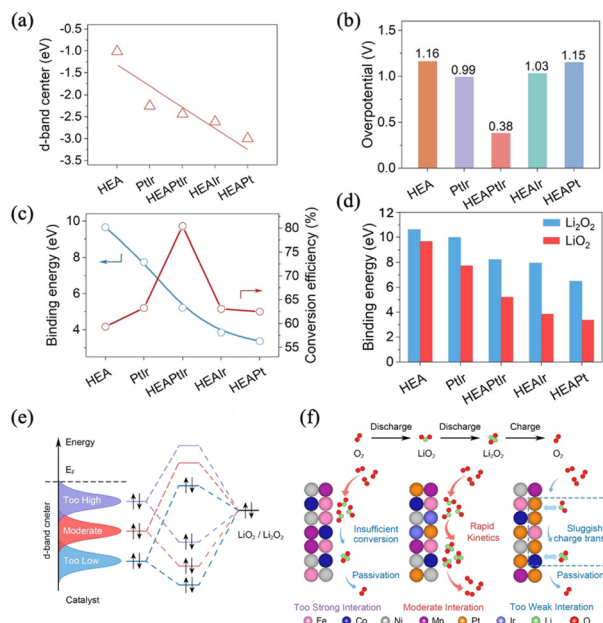 (a)
d-band center (eV)
-0.5
-1.0
-1.5
-2.0
-2.5
-3.0
-3.5
HEA
PtIr
HEAPtIr
HEAIr
HEAPt
(b)
Overpotential (V)
2.0
1.5
1.0
0.5
0.0
1.16
0.99
0.38
1.03
1.15
HEA
PtIr
HEAPtIr
HEAIr
HEAPt
(c)
Binding energy (eV)
10
8
6
4
Conversion efficiency (%)
80
75
70
65
60
55
HEA
PtIr
HEAPtIr
HEAIr
HEAPt
(d)
Binding energy (eV)
12
10
8
6
4
2
0
Li₂O₂
LiO₂
HEA
PtIr
HEAPtIr
HEAIr
HEAPt
(e)
Energy
E_F
d-band cneter
Too High
Moderate
Too Low
Catalyst
LiO₂ / Li₂O₂
(f)
Discharge Discharge Charge
O₂ LiO₂ Li₂O₂ O₂
Insufficient
conversion
Passivation
Rapid
Kinetics
Sluggish
charge trans
Passivation
Too Strong Interation Moderate Interation Too Weak Interation
Fe Co Ni Mn Pt Ir Li O